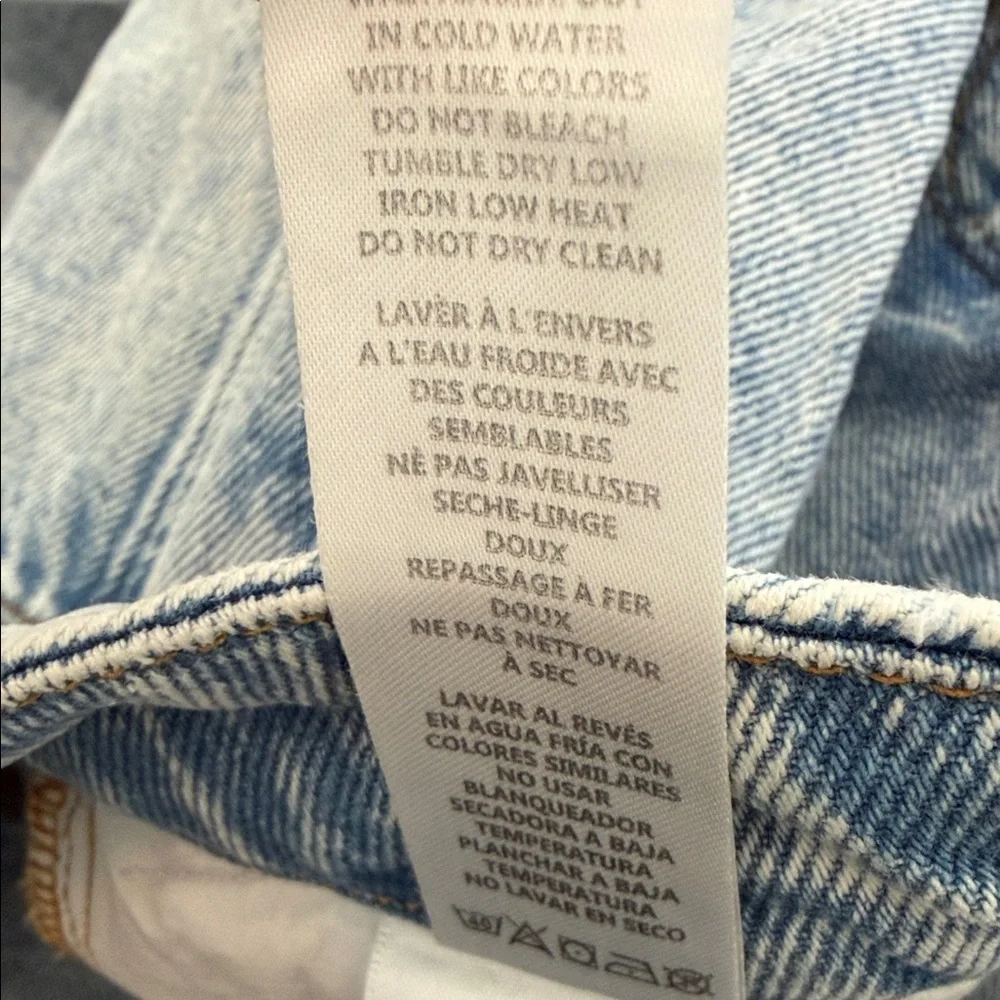 IN COLD WATER
WITH LIKE COLORS
DO NOT BLEACH
TUMBLE DRY LOW
IRON LOW HEAT
DO NOT DRY CLEAN
LAVÈR À L'ENVERS
A L'EAU FROIDE AVEC
DES COULEURS
SEMBLABLES
NÈ PAS JAVELLISER
SECHE-LINGE
DOUX
REPASSAGE A FER
DOUX
NE PAS NETTOYAR
À SEC
LAVAR AL REVÉS
EN AGUA FRÍA CON
COLORES SIMILARES
NO USAR
BLANQUEADOR
SECADORA A BAJA
TEMPERATURA
PLANCHAR A BAJA
TEMPERATURA
NO LAVAR EN SECO
40